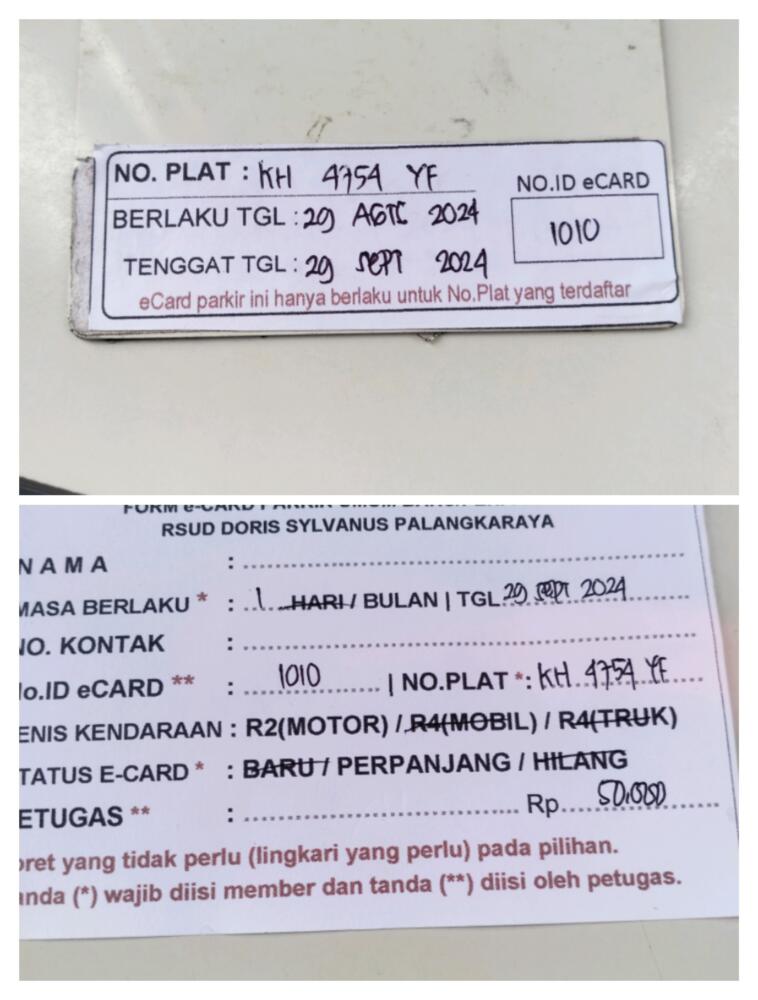 NO. PLAT : KH 4754 YF
NO.ID eCARD
BERLAKU TGL : 29 AGTC 2024
1010
TENGGAT TGL : 29 SEPT 2024
eCard parkir ini hanya berlaku untuk No.Plat yang terdaftar
RSUD DORIS SYLVANUS PALANGKARAYA
NAMA :
MASA BERLAKU * : 1 HARI / BULAN | TGL 29 SEPT 2024
NO. KONTAK :
No.ID eCARD ** : 1010 | NO.PLAT *: KH 4754 YF
ENIS KENDARAAN : R2(MOTOR) / R4(MOBIL) / R4(TRUK)
TATUS E-CARD * : BARU / PERPANJANG / HILANG
ETUGAS ** : Rp. 50.000
oret yang tidak perlu (lingkari yang perlu) pada pilihan.
anda (*) wajib diisi member dan tanda (**) diisi oleh petugas.